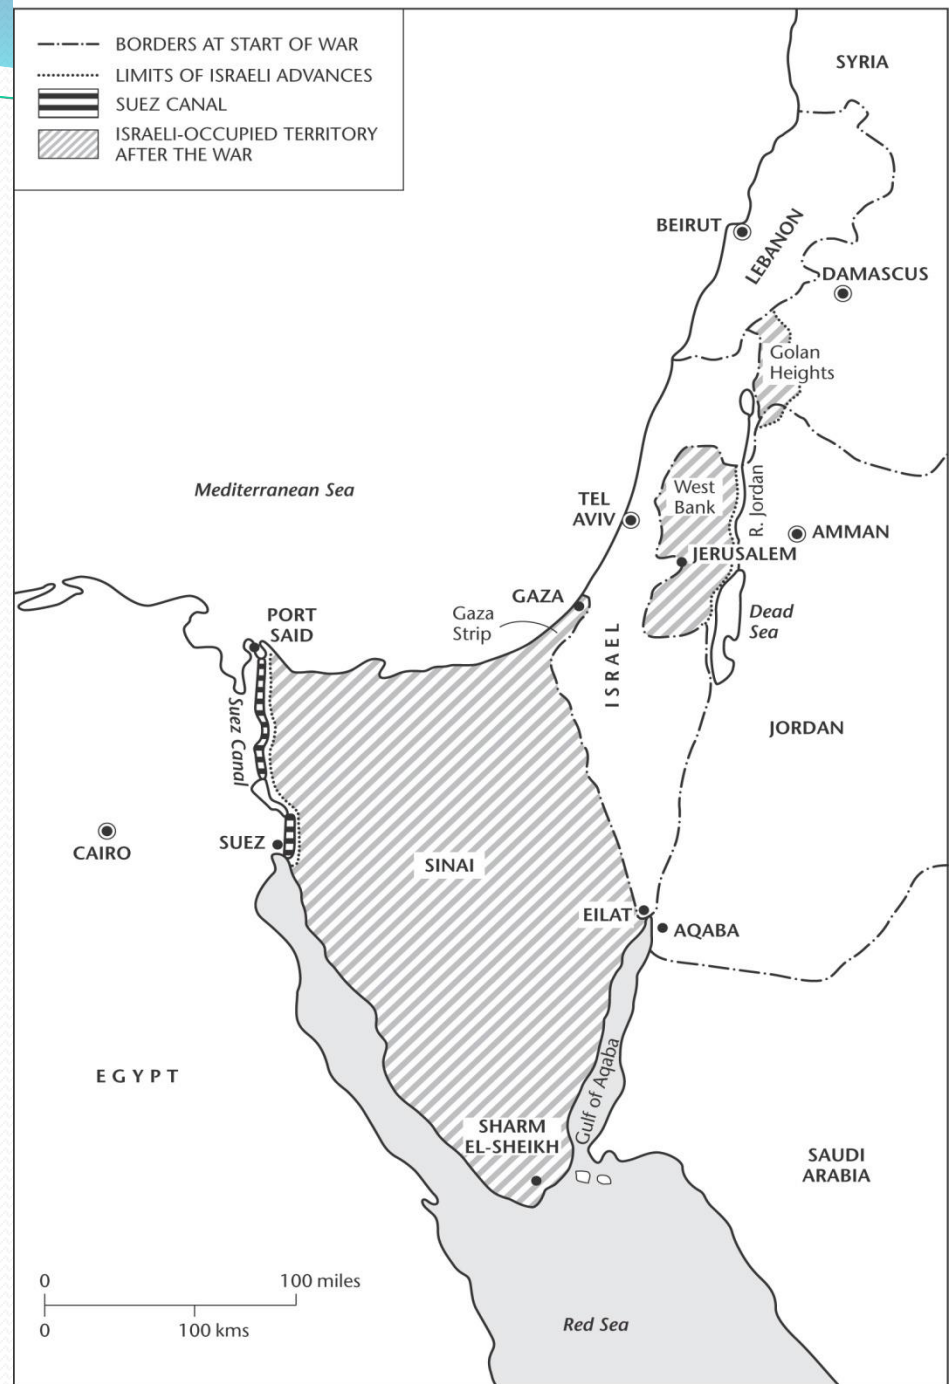 BORDERS AT START OF WAR
LIMITS OF ISRAELI ADVANCES
SUEZ CANAL
ISRAELI-OCCUPIED TERRITORY
AFTER THE WAR
SYRIA
BEIRUT
LEBANON
DAMASCUS
Golan
Heights
Mediterranean Sea
West
Bank
R. Jordan
TEL
AVIV
AMMAN
JERUSALEM
GAZA
Gaza
Strip
Dead
Sea
PORT
SAID
ISRAEL
Suez Canal
JORDAN
CAIRO
SUEZ
SINAI
EILAT
AQABA
EGYPT
Gulf of Aqaba
SHARM
EL-SHEIKH
SAUDI
ARABIA
0
100 miles
0
100 kms
Red Sea